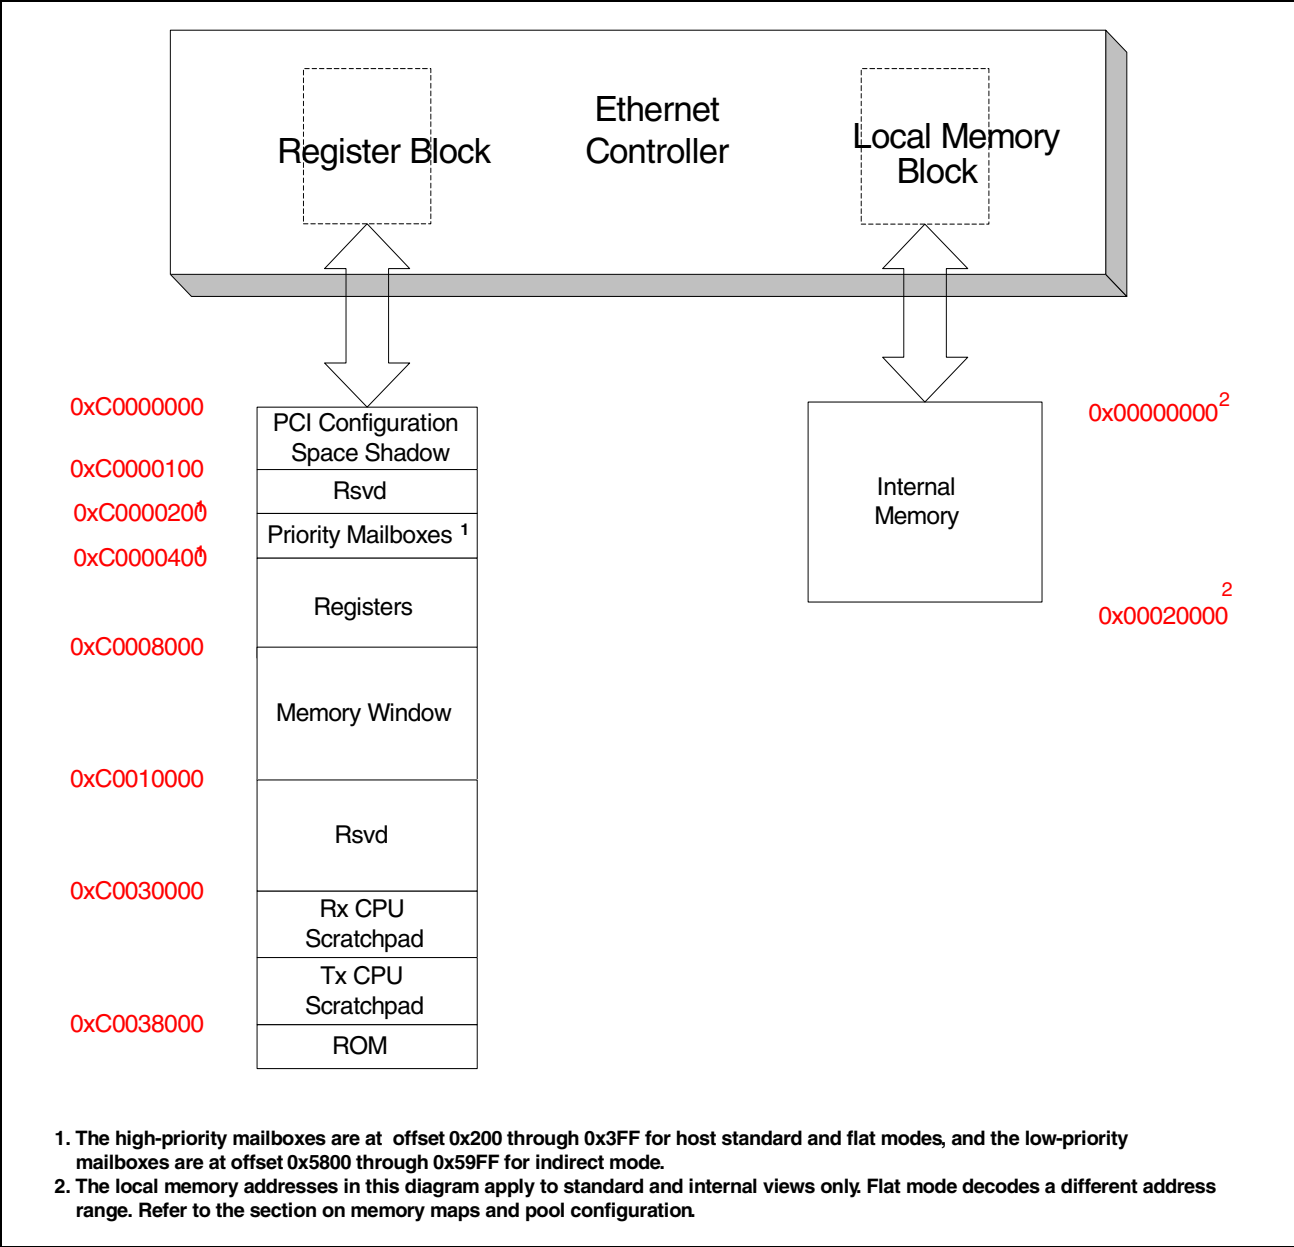 Ethernet
Controller
Register Block
Local Memory
Block
0xC0000000
PCI Configuration
Space Shadow
0xC0000100
Rsvd
0xC0000200 1
Priority Mailboxes 1
0xC0000400 1
Registers
0xC0008000
Memory Window
0xC0010000
Rsvd
0xC0030000
Rx CPU
Scratchpad
Tx CPU
Scratchpad
0xC0038000
ROM
0x00000000 2
Internal
Memory
0x00020000 2
1. The high-priority mailboxes are at offset 0x200 through 0x3FF for host standard and flat modes, and the low-priority
mailboxes are at offset 0x5800 through 0x59FF for indirect mode.
2. The local memory addresses in this diagram apply to standard and internal views only. Flat mode decodes a different address
range. Refer to the section on memory maps and pool configuration.